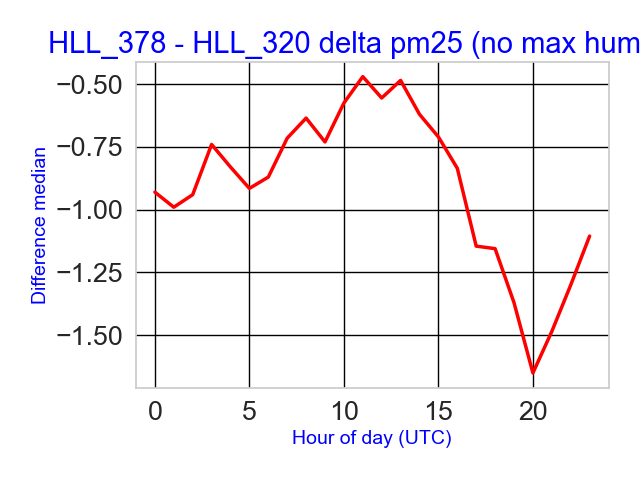 HLL_378 - HLL_320 delta pm25 (no max hum
−0.50
−0.75
−1.00
−1.25
−1.50
Difference median
0 5 10 15 20
Hour of day (UTC)